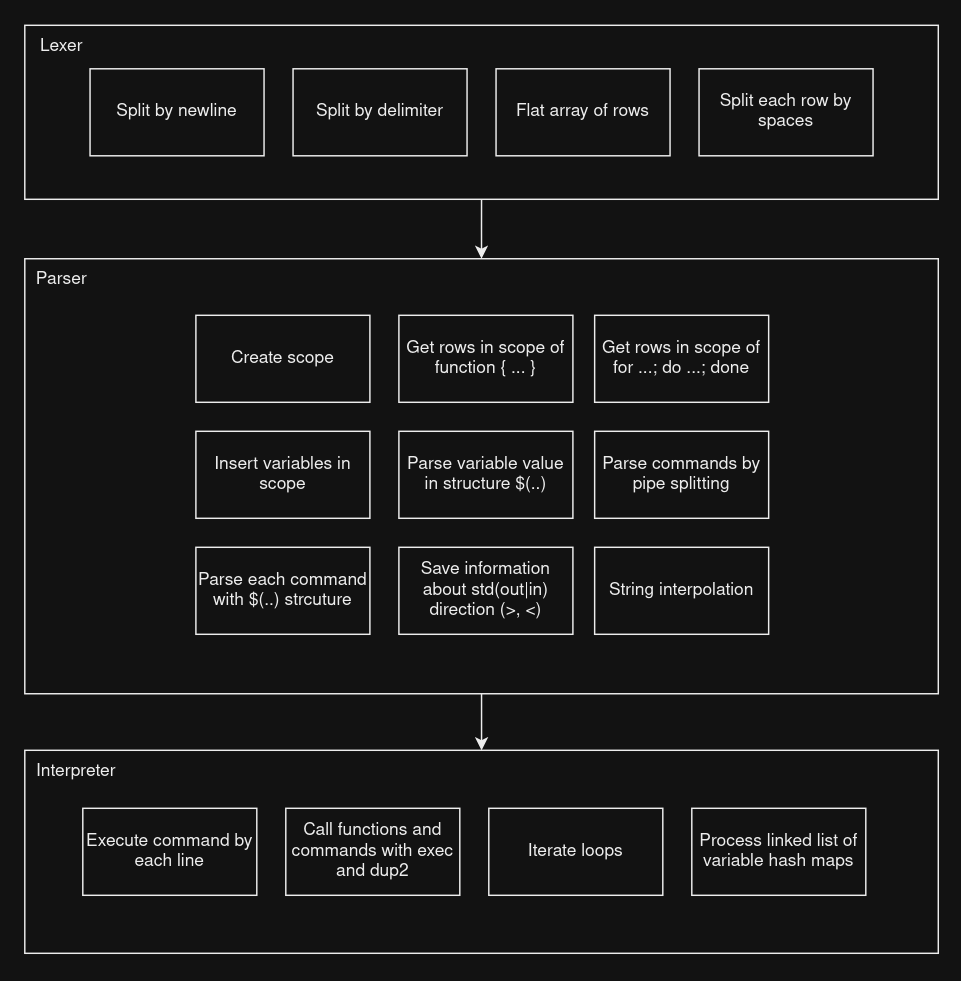 Lexer
Split by newline
Split by delimiter
Flat array of rows
Split each row by
spaces
Parser
Create scope
Get rows in scope of
function { ... }
Get rows in scope of
for ...; do ...; done
Insert variables in
scope
Parse variable value
in structure $(..)
Parse commands by
pipe splitting
Parse each command
with $(..) strcuture
Save information
about std(out|in)
direction (>, <)
String interpolation
Interpreter
Execute command by
each line
Call functions and
commands with exec
and dup2
Iterate loops
Process linked list of
variable hash maps